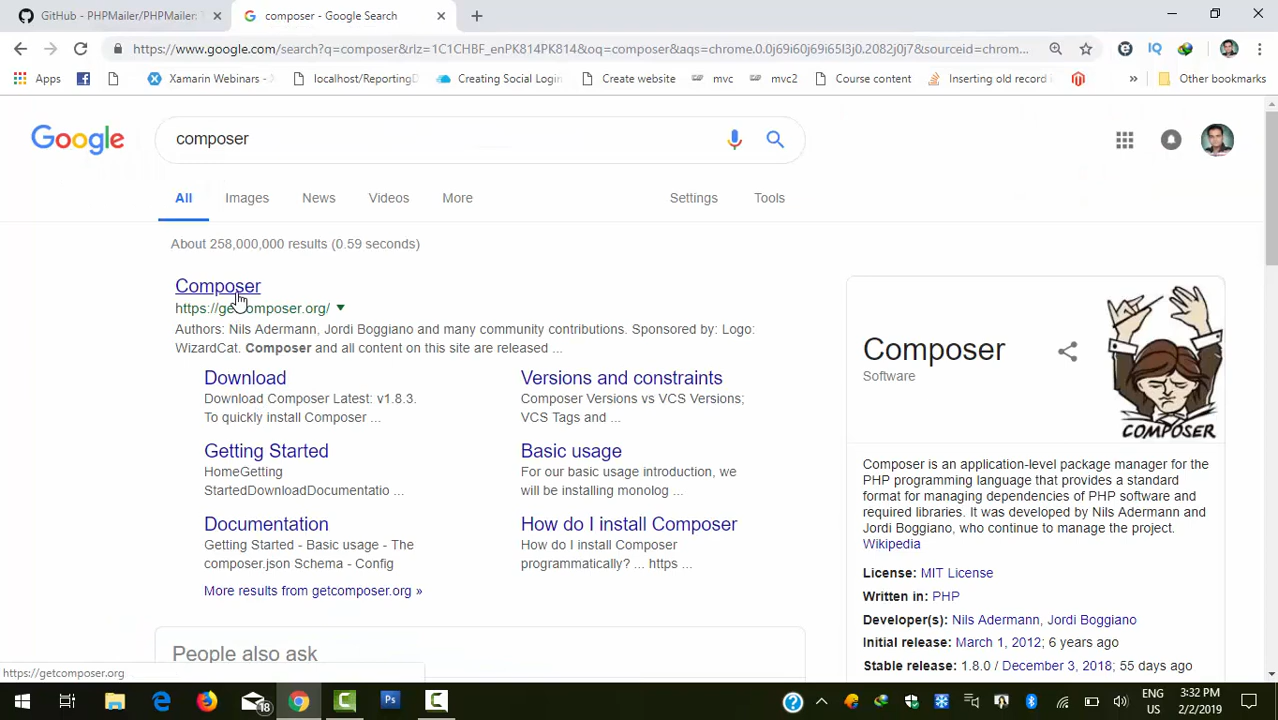 GitHub - PHPMailer/PHPMailer: T
composer - Google Search
https://www.google.com/search?q=composer&rlz=1C1CHBF_enPK814PK814&oq=composer&aqs=chrome.0.0j69i60j69i65l3j0.2082j0j7&sourceid=chrom...
IQ
Apps
Xamarin Webinars -
localhost/ReportingD
Creating Social Login
Create website
mvc
mvc2
Course content
Inserting old record i
»
Other bookmarks
Google
composer
All
Images
News
Videos
More
Settings
Tools
About 258,000,000 results (0.59 seconds)
Composer
https://getcomposer.org/
Authors: Nils Adermann, Jordi Boggiano and many community contributions. Sponsored by: Logo:
WizardCat. Composer and all content on this site are released ...
Download
Download Composer Latest: v1.8.3.
To quickly install Composer ...
Versions and constraints
Composer Versions vs VCS Versions;
VCS Tags and ...
Getting Started
HomeGetting
StartedDownloadDocumentatio ...
Basic usage
For our basic usage introduction, we
will be installing monolog ...
Documentation
Getting Started - Basic usage - The
composer.json Schema - Config
How do I install Composer
How do I install Composer
programmatically? ... https ...
More results from getcomposer.org »
People also ask
Composer
Software
COMPOSER
Composer is an application-level package manager for the
PHP programming language that provides a standard
format for managing dependencies of PHP software and
required libraries. It was developed by Nils Adermann and
Jordi Boggiano, who continue to manage the project.
Wikipedia
License: MIT License
Written in: PHP
Developer(s): Nils Adermann, Jordi Boggiano
Initial release: March 1, 2012; 6 years ago
Stable release: 1.8.0 / December 3, 2018; 55 days ago
https://getcomposer.org
18
Ps
ENG
US
3:32 PM
2/2/2019